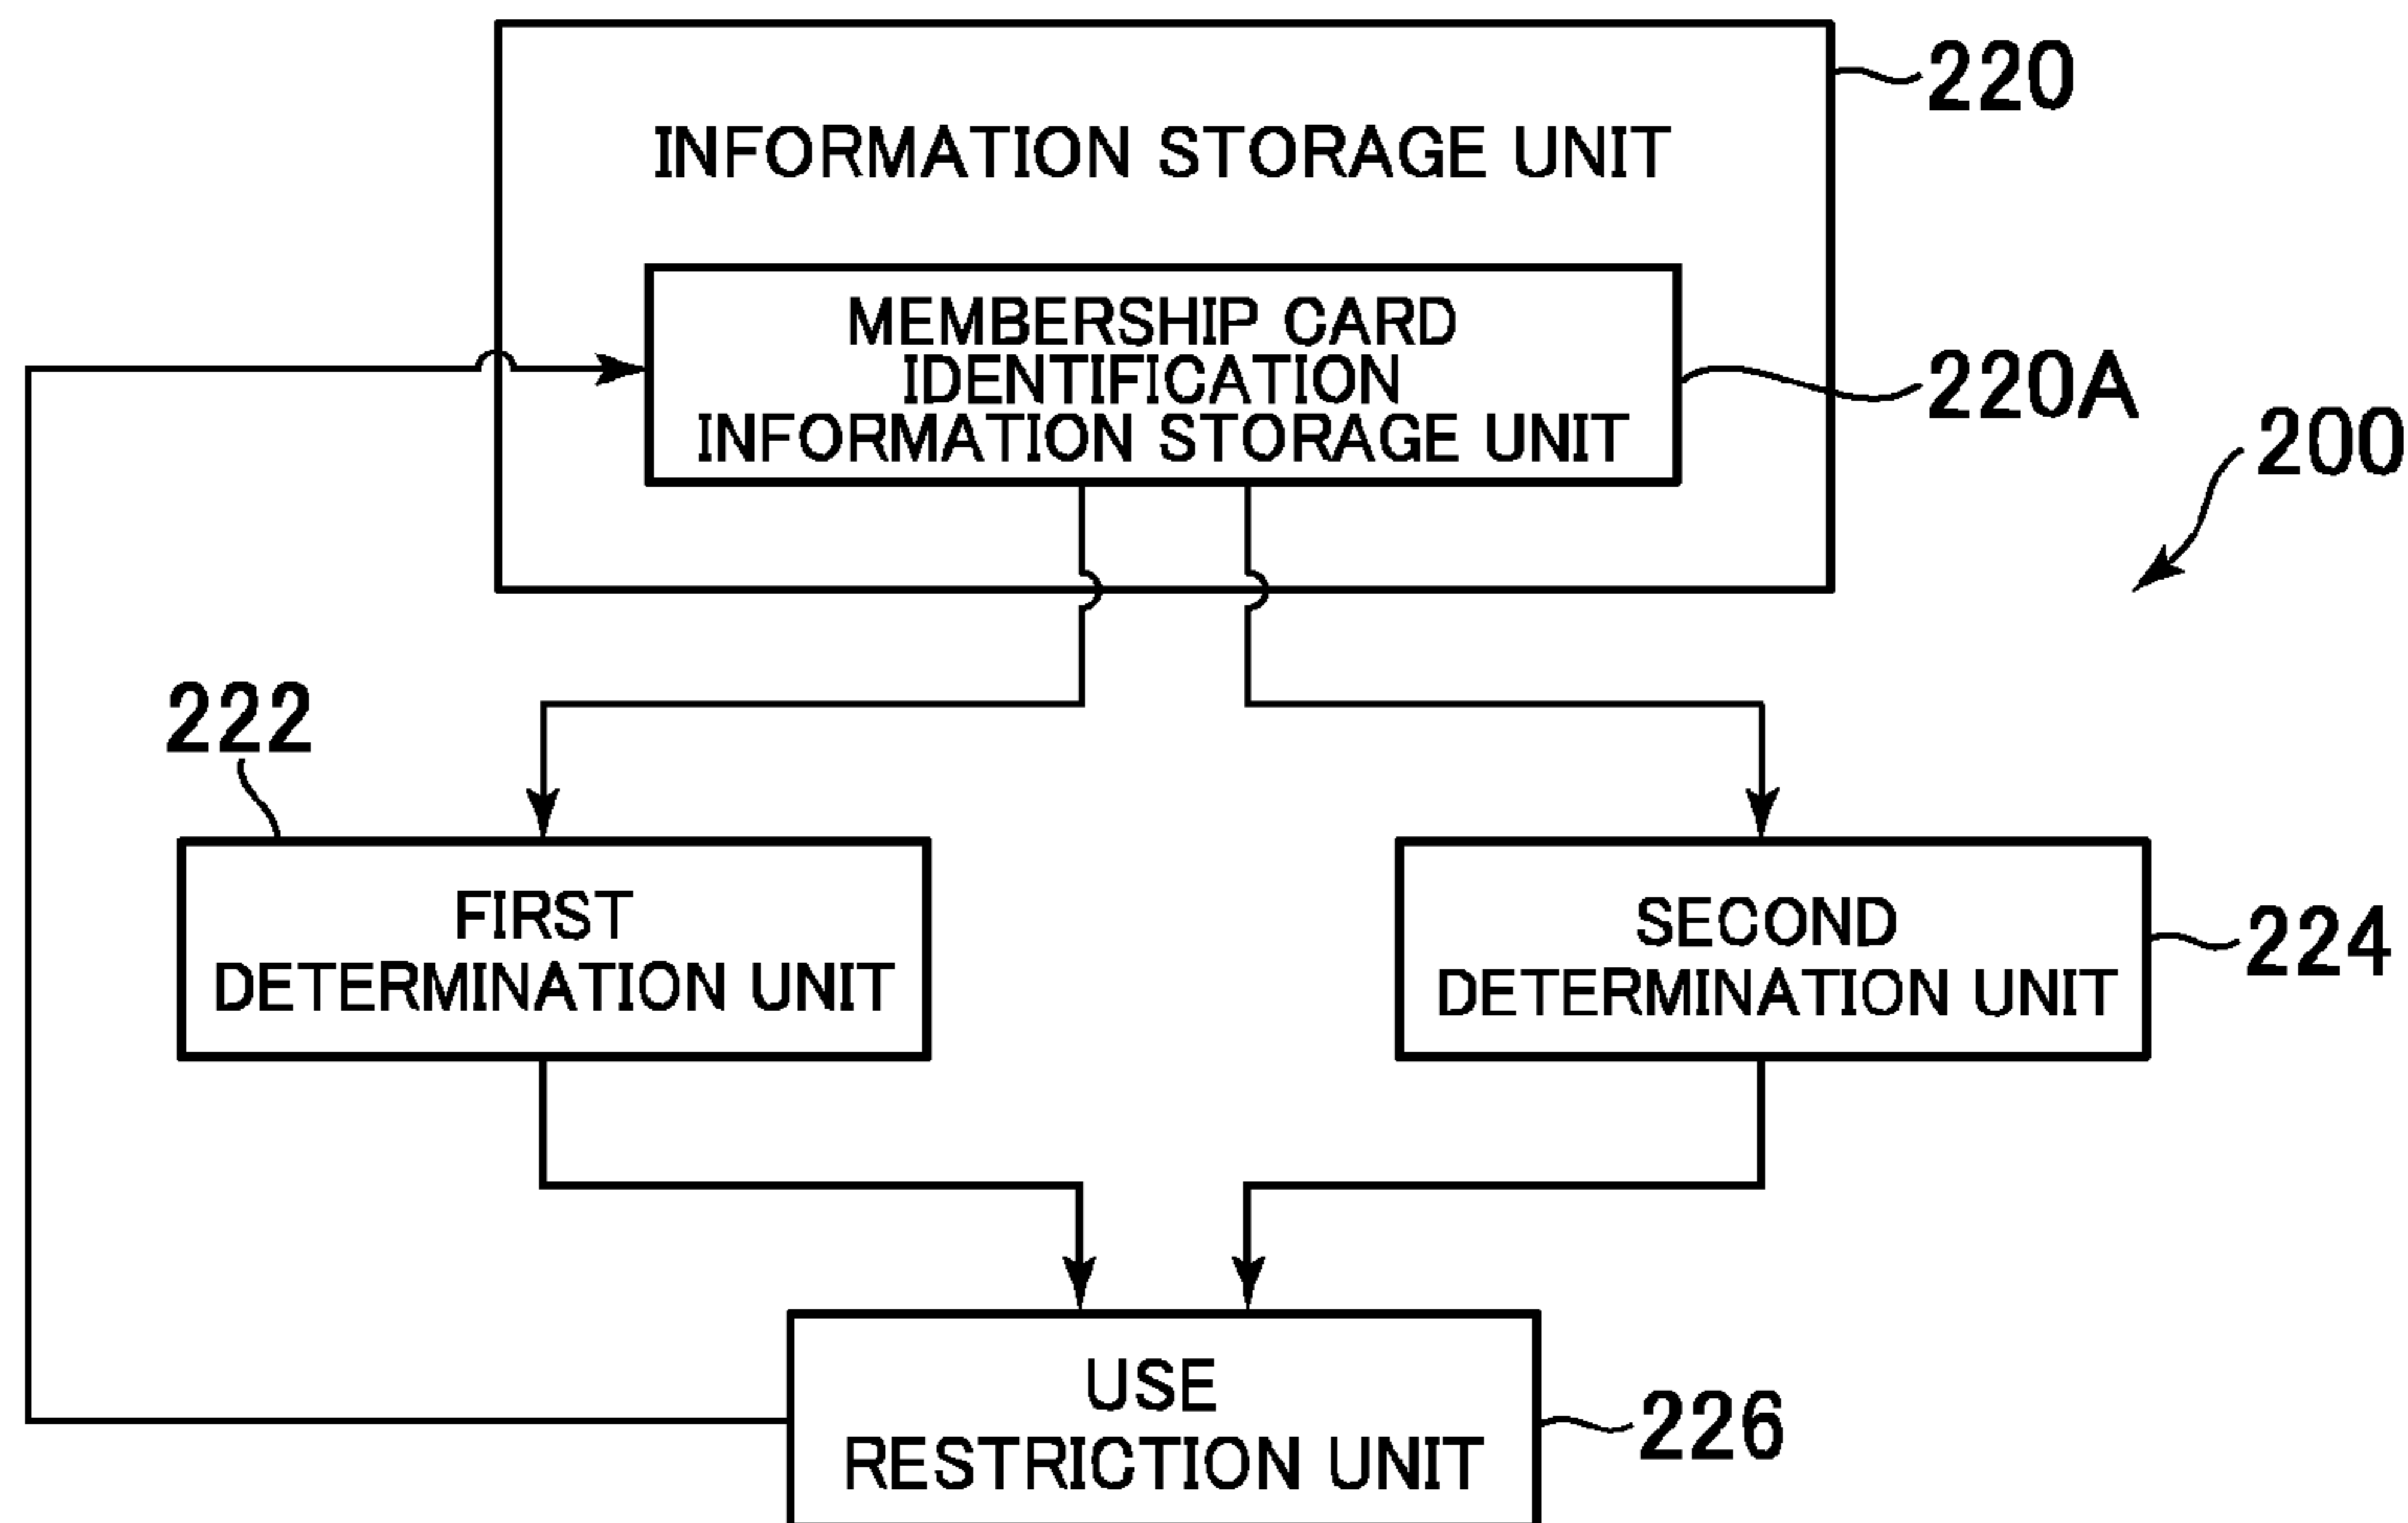 220
INFORMATION STORAGE UNIT
MEMBERSHIP CARD
IDENTIFICATION
INFORMATION STORAGE UNIT
220A
200
222
FIRST
DETERMINATION UNIT
SECOND
DETERMINATION UNIT
224
USE
RESTRICTION UNIT
226